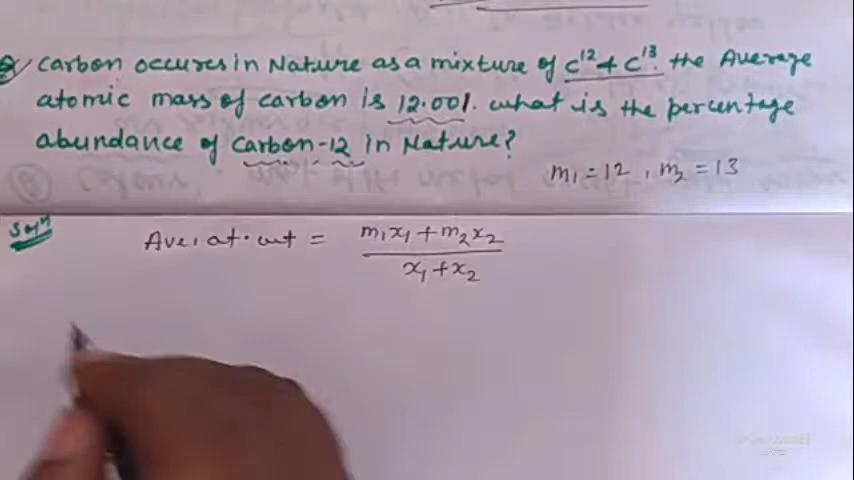 Q/ Carbon occures in Nature as a mixture of C¹² + C¹³. the Average
atomic mass of carbon is 12.001. what is the percentage
abundance of carbon-12 in Nature?
m₁ = 12 , m₂ = 13
Solⁿ
Ave. at. wt = m₁x₁ + m₂x₂ / x₁ + x₂